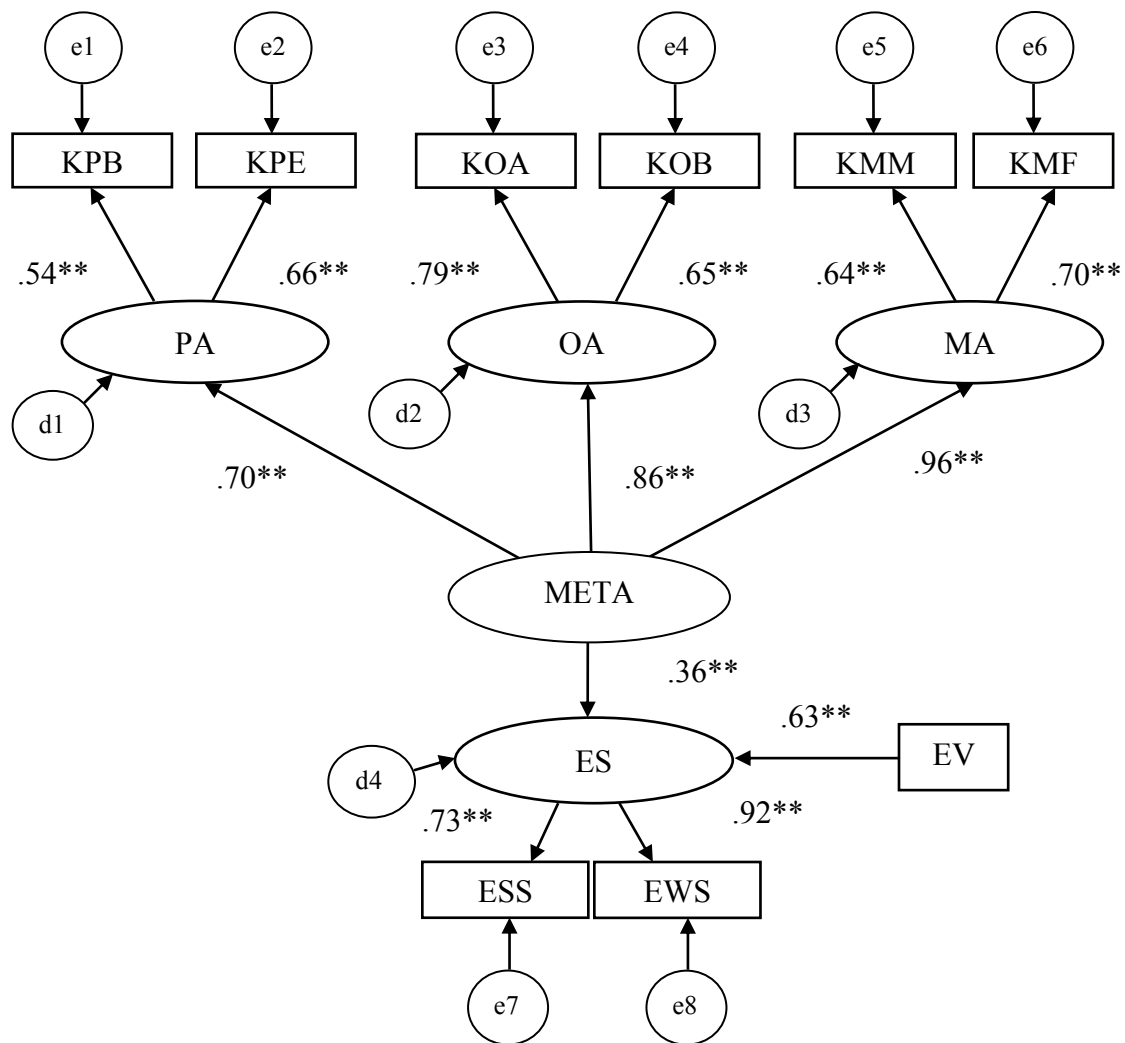 e1 e2 e3 e4 e5 e6
KPB KPE KOA KOB KMM KMF
.54** .66** .79** .65** .64** .70**
PA OA MA
d1 d2 d3
.70** .86** .96**
META
.36**
.63**
ES EV
d4
.73** .92**
ESS EWS
e7 e8